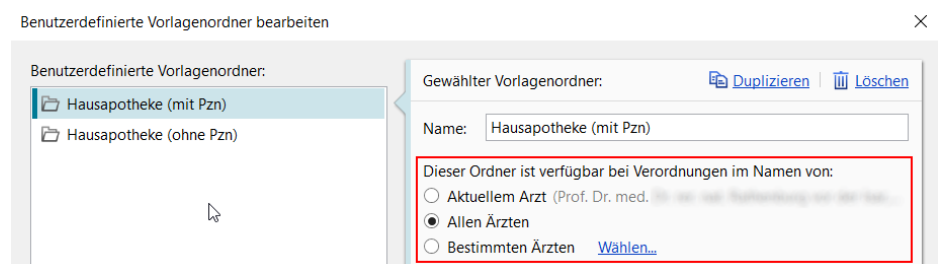 Benutzerdefinierte Vorlagenordner bearbeiten
Benutzerdefinierte Vorlagenordner:
Hausapotheke (mit Pzn)
Hausapotheke (ohne Pzn)
Gewählter Vorlagenordner:
Duplizieren
Löschen
Name: Hausapotheke (mit Pzn)
Dieser Ordner ist verfügbar bei Verordnungen im Namen von:
Aktuellem Arzt (Prof. Dr. med.
Allen Ärzten
Bestimmten Ärzten Wählen...